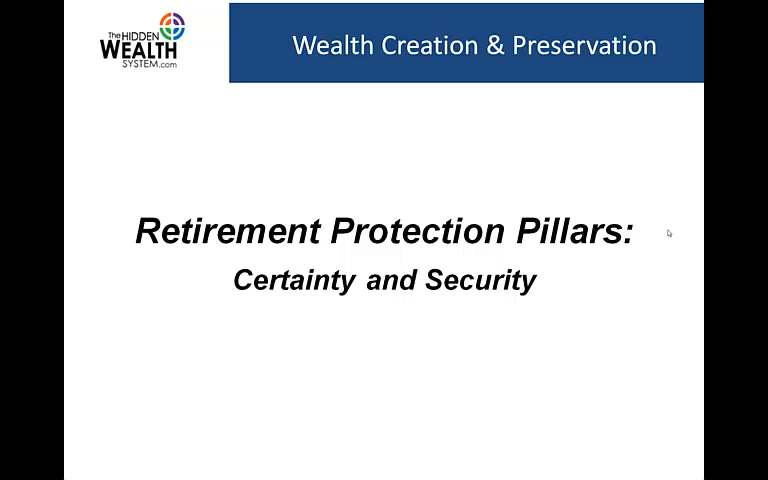 The HIDDEN
WEALTH
SYSTEM.com
Wealth Creation & Preservation
Retirement Protection Pillars:
Certainty and Security